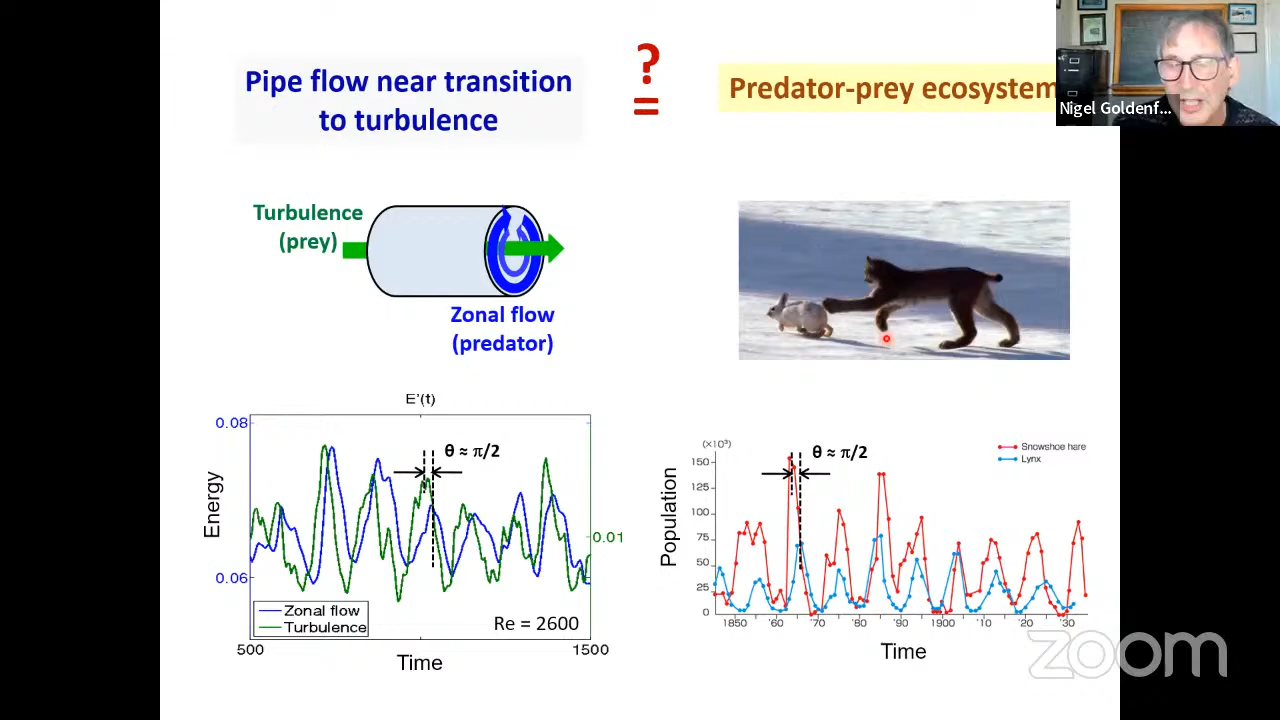 Pipe flow near transition
to turbulence
?
=
Predator-prey ecosystem
Nigel Goldenf...
Turbulence
(prey)
Zonal flow
(predator)
E'(t)
0.08
0.06
0.01
Energy
θ ≈ π/2
Zonal flow
Turbulence
Re = 2600
500
1500
Time
(×10³)
150
125
100
75
50
25
0
Population
θ ≈ π/2
Snowshoe hare
Lynx
1850 '60 '70 '80 '90 1900 '10 '20 '30
Time
zoom